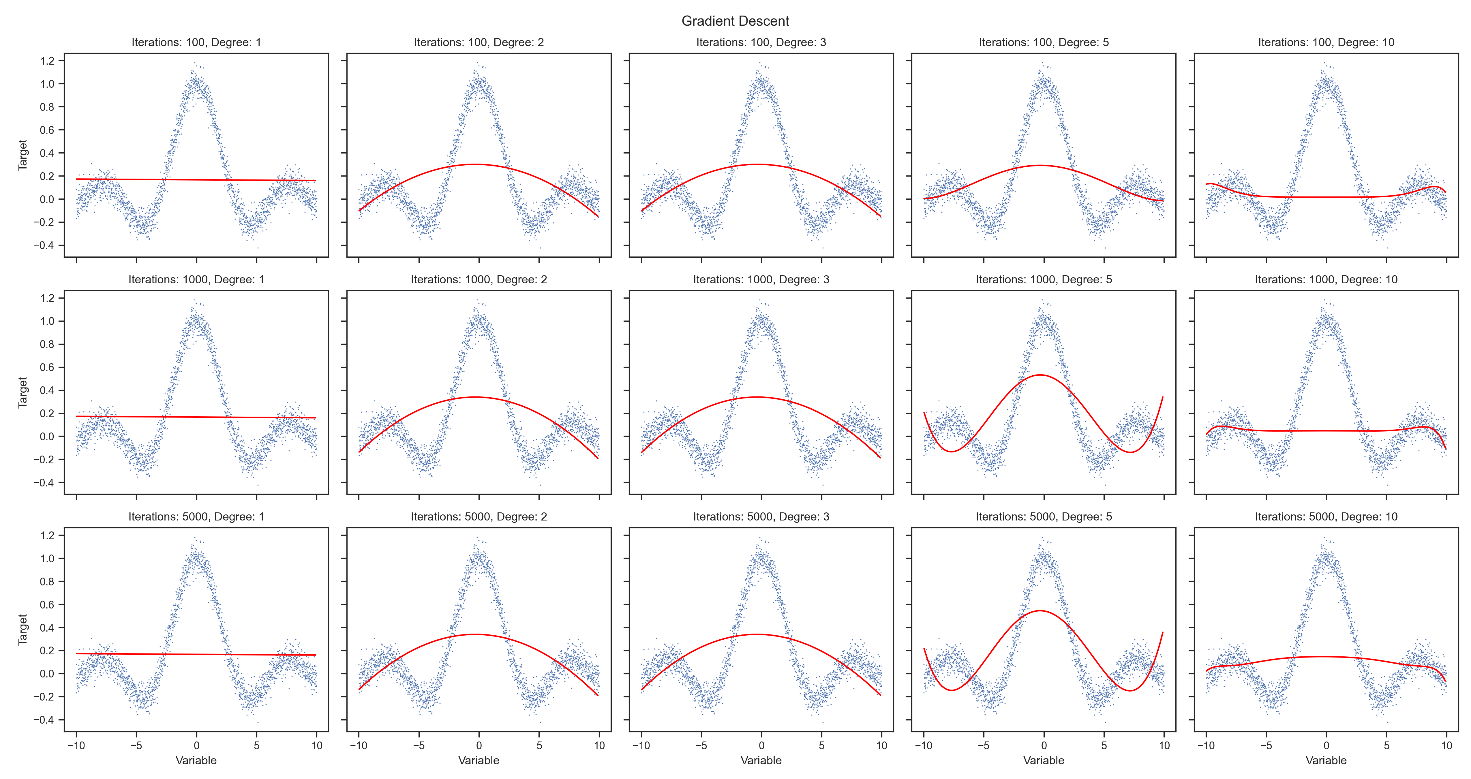 Gradient Descent
Iterations: 100, Degree: 1
Iterations: 100, Degree: 2
Iterations: 100, Degree: 3
Iterations: 100, Degree: 5
Iterations: 100, Degree: 10
1.2
1.0
0.8
0.6
0.4
0.2
0.0
−0.2
−0.4
Target
Iterations: 1000, Degree: 1
Iterations: 1000, Degree: 2
Iterations: 1000, Degree: 3
Iterations: 1000, Degree: 5
Iterations: 1000, Degree: 10
1.2
1.0
0.8
0.6
0.4
0.2
0.0
−0.2
−0.4
Target
Iterations: 5000, Degree: 1
Iterations: 5000, Degree: 2
Iterations: 5000, Degree: 3
Iterations: 5000, Degree: 5
Iterations: 5000, Degree: 10
1.2
1.0
0.8
0.6
0.4
0.2
0.0
−0.2
−0.4
Target
−10 −5 0 5 10
−10 −5 0 5 10
−10 −5 0 5 10
−10 −5 0 5 10
−10 −5 0 5 10
Variable
Variable
Variable
Variable
Variable